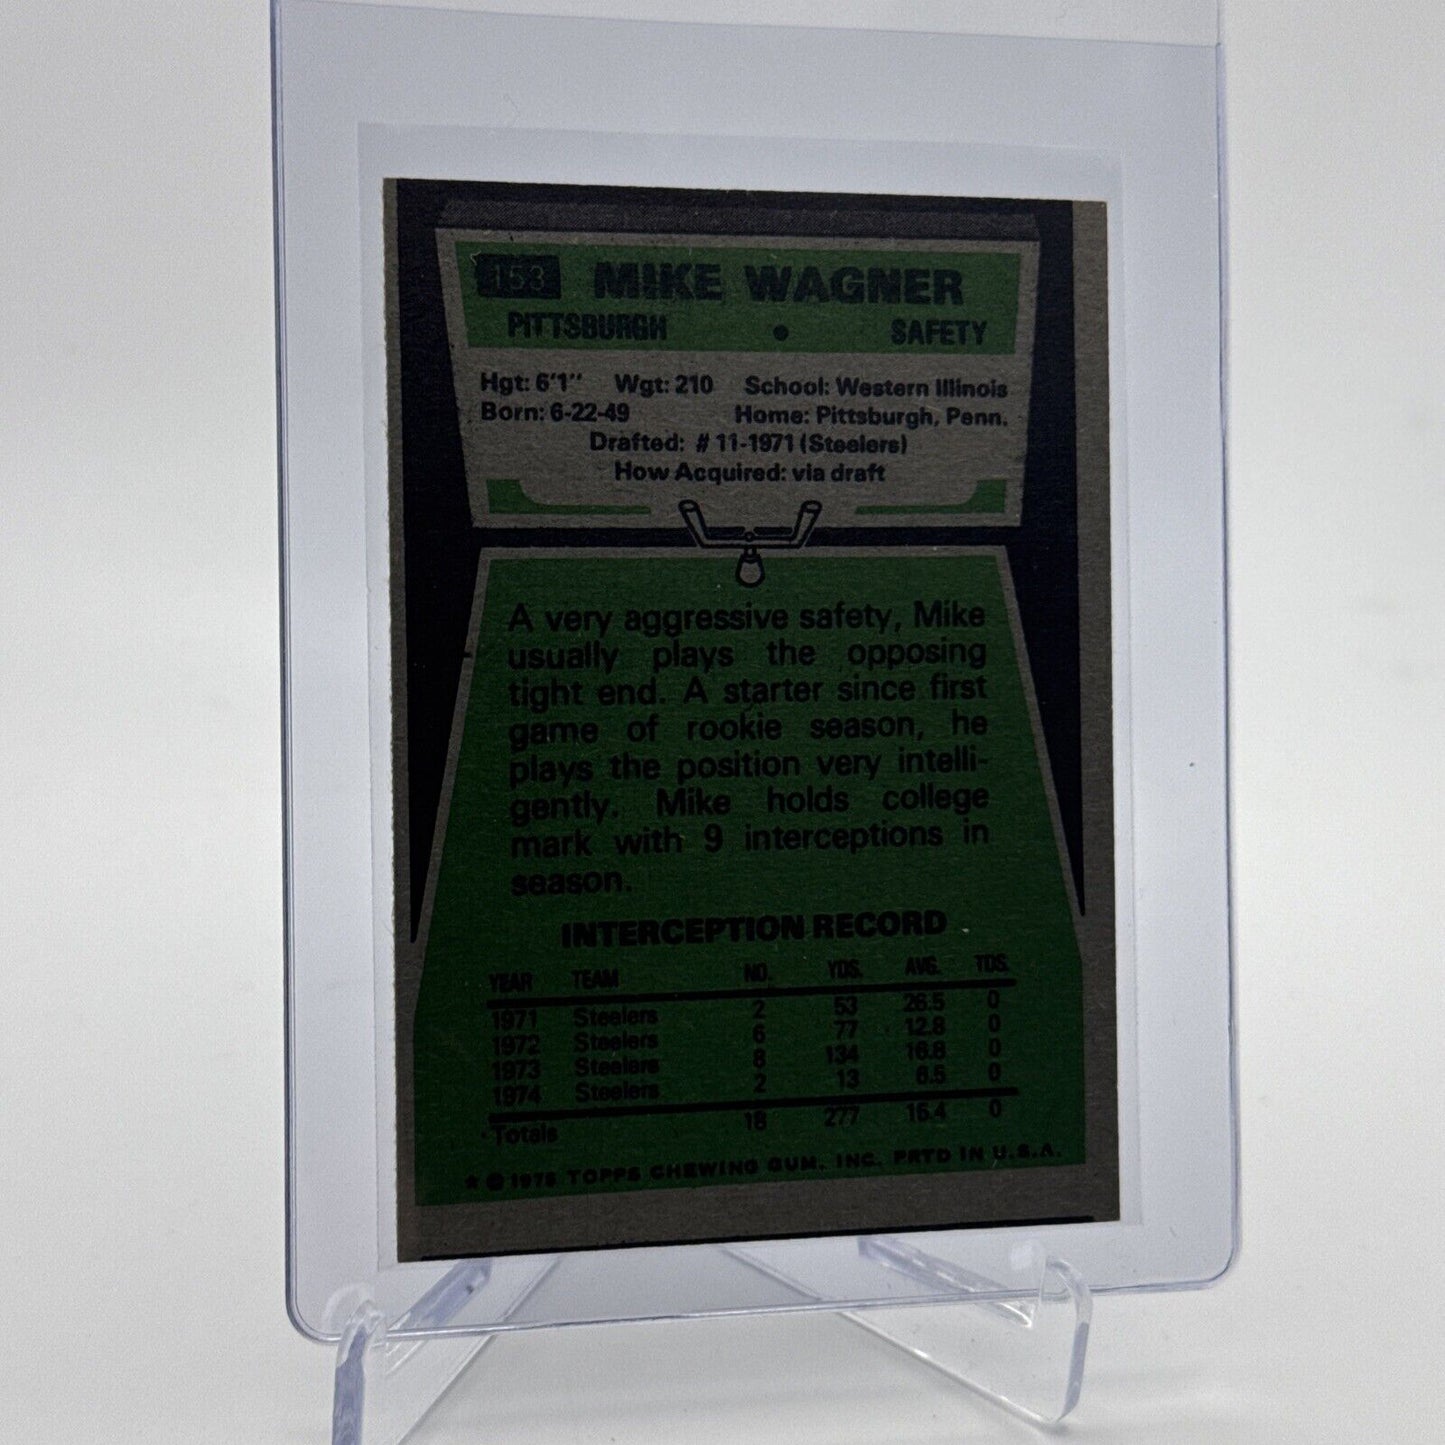 153 MIKE WAGNER
PITTSBURGH • SAFETY
Hgt: 6'1" Wgt: 210 School: Western Illinois
Born: 6-22-49 Home: Pittsburgh, Penn.
Drafted: # 11-1971 (Steelers)
How Acquired: via draft
A very aggressive safety, Mike
usually plays the opposing
tight end. A starter since first
game of rookie season, he
plays the position very intelli-
gently. Mike holds college
mark with 9 interceptions in
season.
INTERCEPTION RECORD
YEAR TEAM NO. YDS. AVG. TDS.
1971 Steelers 2 53 26.5 0
1972 Steelers 6 77 12.8 0
1973 Steelers 8 134 16.8 0
1974 Steelers 2 13 6.5 0
Totals 18 277 15.4 0
★ © 1975 TOPPS CHEWING GUM, INC. PRTD IN U.S.A.